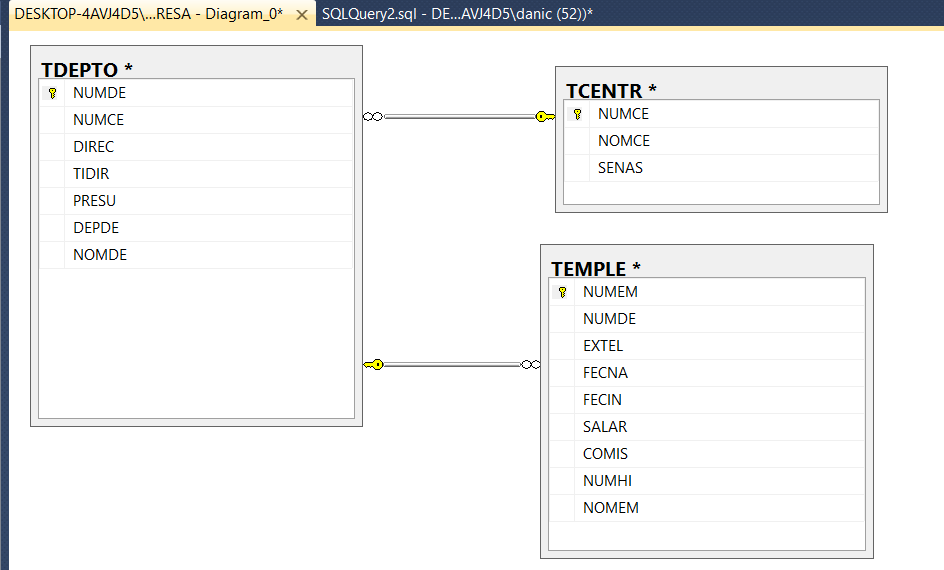 DESKTOP-4AVJ4D5\...RESA - Diagram_0*
SQLQuery2.sql - DE...AVJ4D5\danic (52))*
TDEPTO *
NUMDE
NUMCE
DIREC
TIDIR
PRESU
DEPDE
NOMDE
TCENTR *
NUMCE
NOMCE
SENAS
TEMPLE *
NUMEM
NUMDE
EXTEL
FECNA
FECIN
SALAR
COMIS
NUMHI
NOMEM